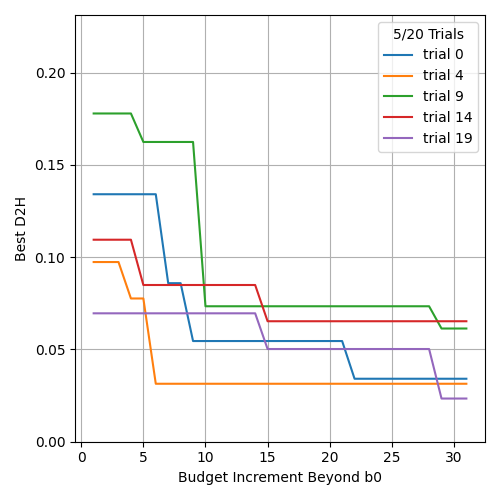 5/20 Trials
trial 0
trial 4
trial 9
trial 14
trial 19
0.20
0.15
0.10
0.05
0.00
Best D2H
0 5 10 15 20 25 30
Budget Increment Beyond b0